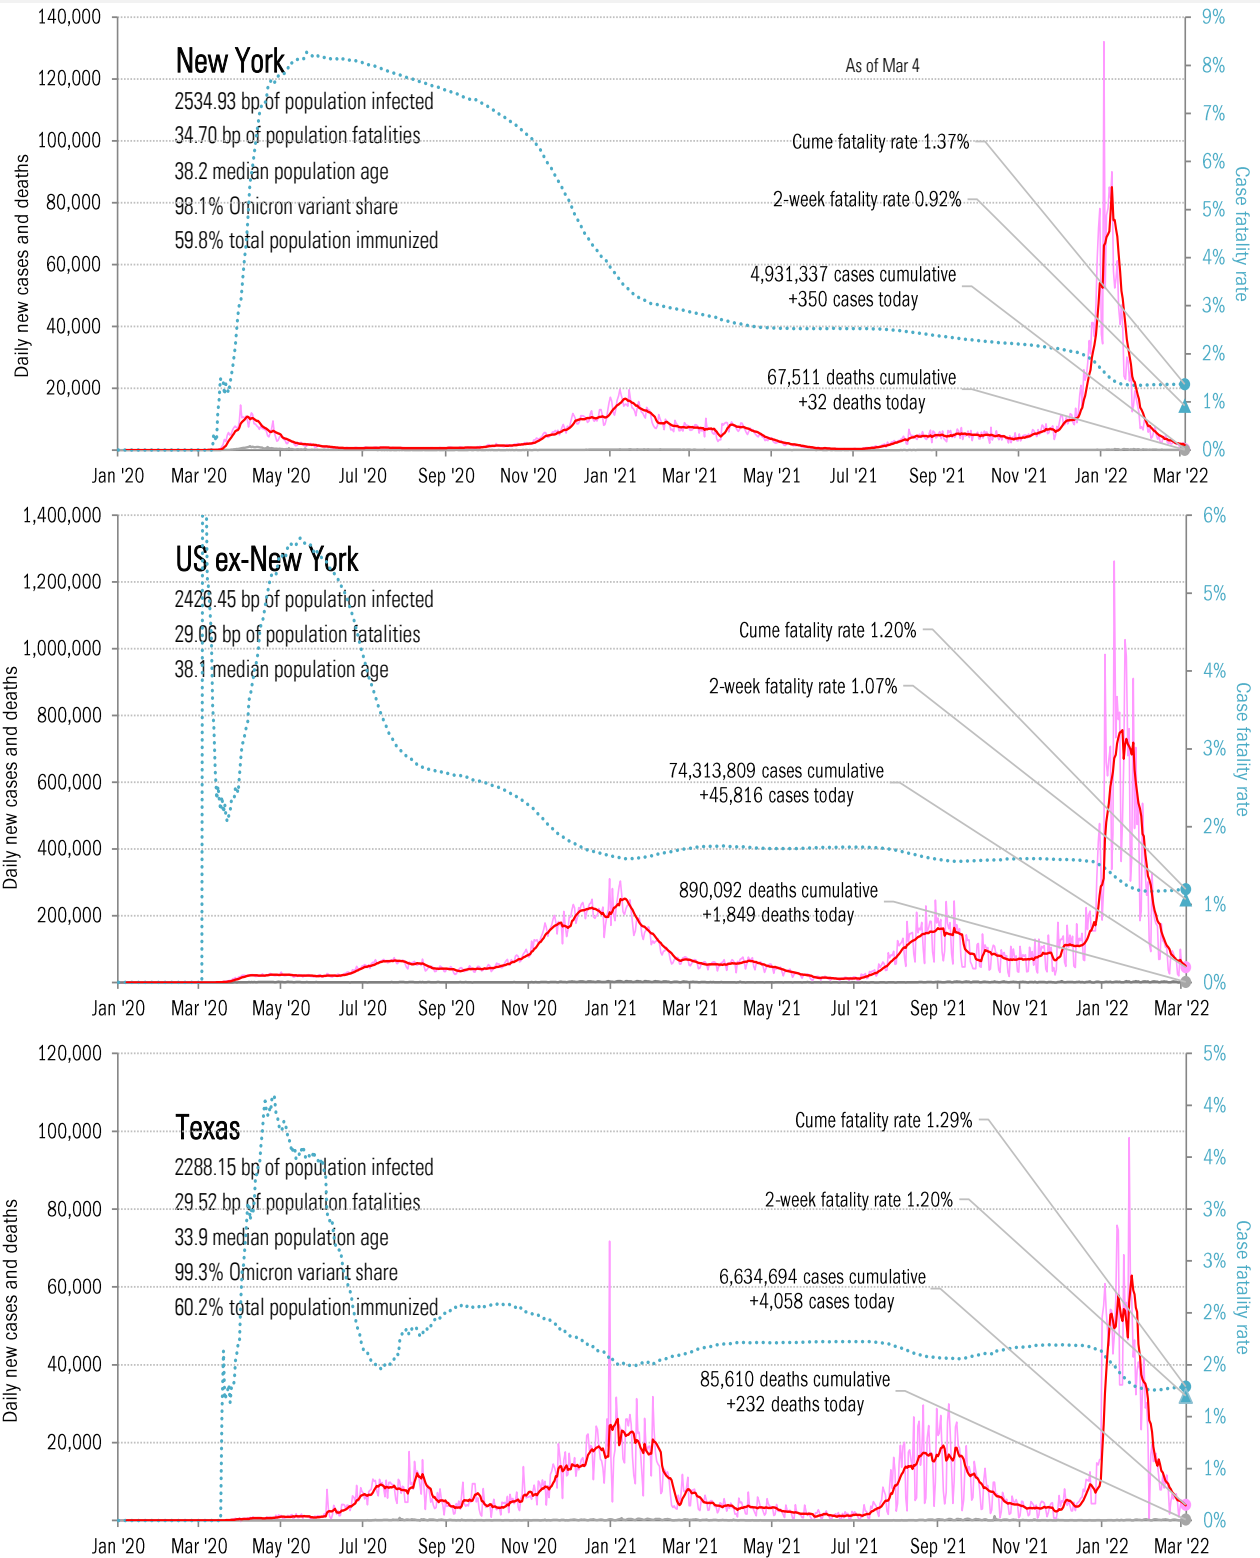 140,000
120,000
100,000
80,000
60,000
40,000
20,000
9%
8%
7%
6%
5%
4%
3%
2%
1%
0%
Daily new cases and deaths
Case fatality rate
New York
2534.93 bp of population infected
34.70 bp of population fatalities
38.2 median population age
98.1% Omicron variant share
59.8% total population immunized
As of Mar 4
Cume fatality rate 1.37%
2-week fatality rate 0.92%
4,931,337 cases cumulative
+350 cases today
67,511 deaths cumulative
+32 deaths today
Jan '20 Mar '20 May '20 Jul '20 Sep '20 Nov '20 Jan '21 Mar '21 May '21 Jul '21 Sep '21 Nov '21 Jan '22 Mar '22
1,400,000
1,200,000
1,000,000
800,000
600,000
400,000
200,000
6%
5%
4%
3%
2%
1%
0%
Daily new cases and deaths
Case fatality rate
US ex-New York
2426.45 bp of population infected
29.06 bp of population fatalities
38.1 median population age
Cume fatality rate 1.20%
2-week fatality rate 1.07%
74,313,809 cases cumulative
+45,816 cases today
890,092 deaths cumulative
+1,849 deaths today
Jan '20 Mar '20 May '20 Jul '20 Sep '20 Nov '20 Jan '21 Mar '21 May '21 Jul '21 Sep '21 Nov '21 Jan '22 Mar '22
120,000
100,000
80,000
60,000
40,000
20,000
5%
4%
4%
3%
3%
2%
2%
1%
1%
0%
Daily new cases and deaths
Case fatality rate
Texas
2288.15 bp of population infected
29.52 bp of population fatalities
33.9 median population age
99.3% Omicron variant share
60.2% total population immunized
Cume fatality rate 1.29%
2-week fatality rate 1.20%
6,634,694 cases cumulative
+4,058 cases today
85,610 deaths cumulative
+232 deaths today
Jan '20 Mar '20 May '20 Jul '20 Sep '20 Nov '20 Jan '21 Mar '21 May '21 Jul '21 Sep '21 Nov '21 Jan '22 Mar '22